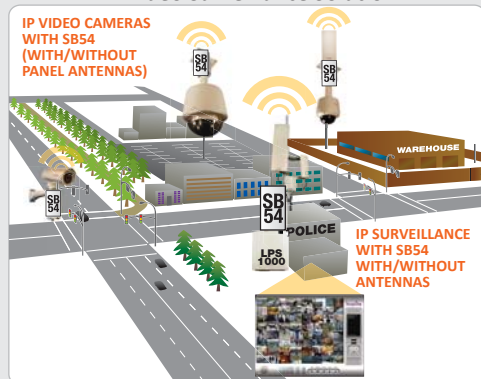 IP VIDEO CAMERAS
WITH SB54
(WITH/WITHOUT
PANEL ANTENNAS)
SB
54
SB
54
WAREHOUSE
SB
54
SB
54
POLICE
LPS
1000
IP SURVEILLANCE
WITH SB54
WITH/WITHOUT
ANTENNAS